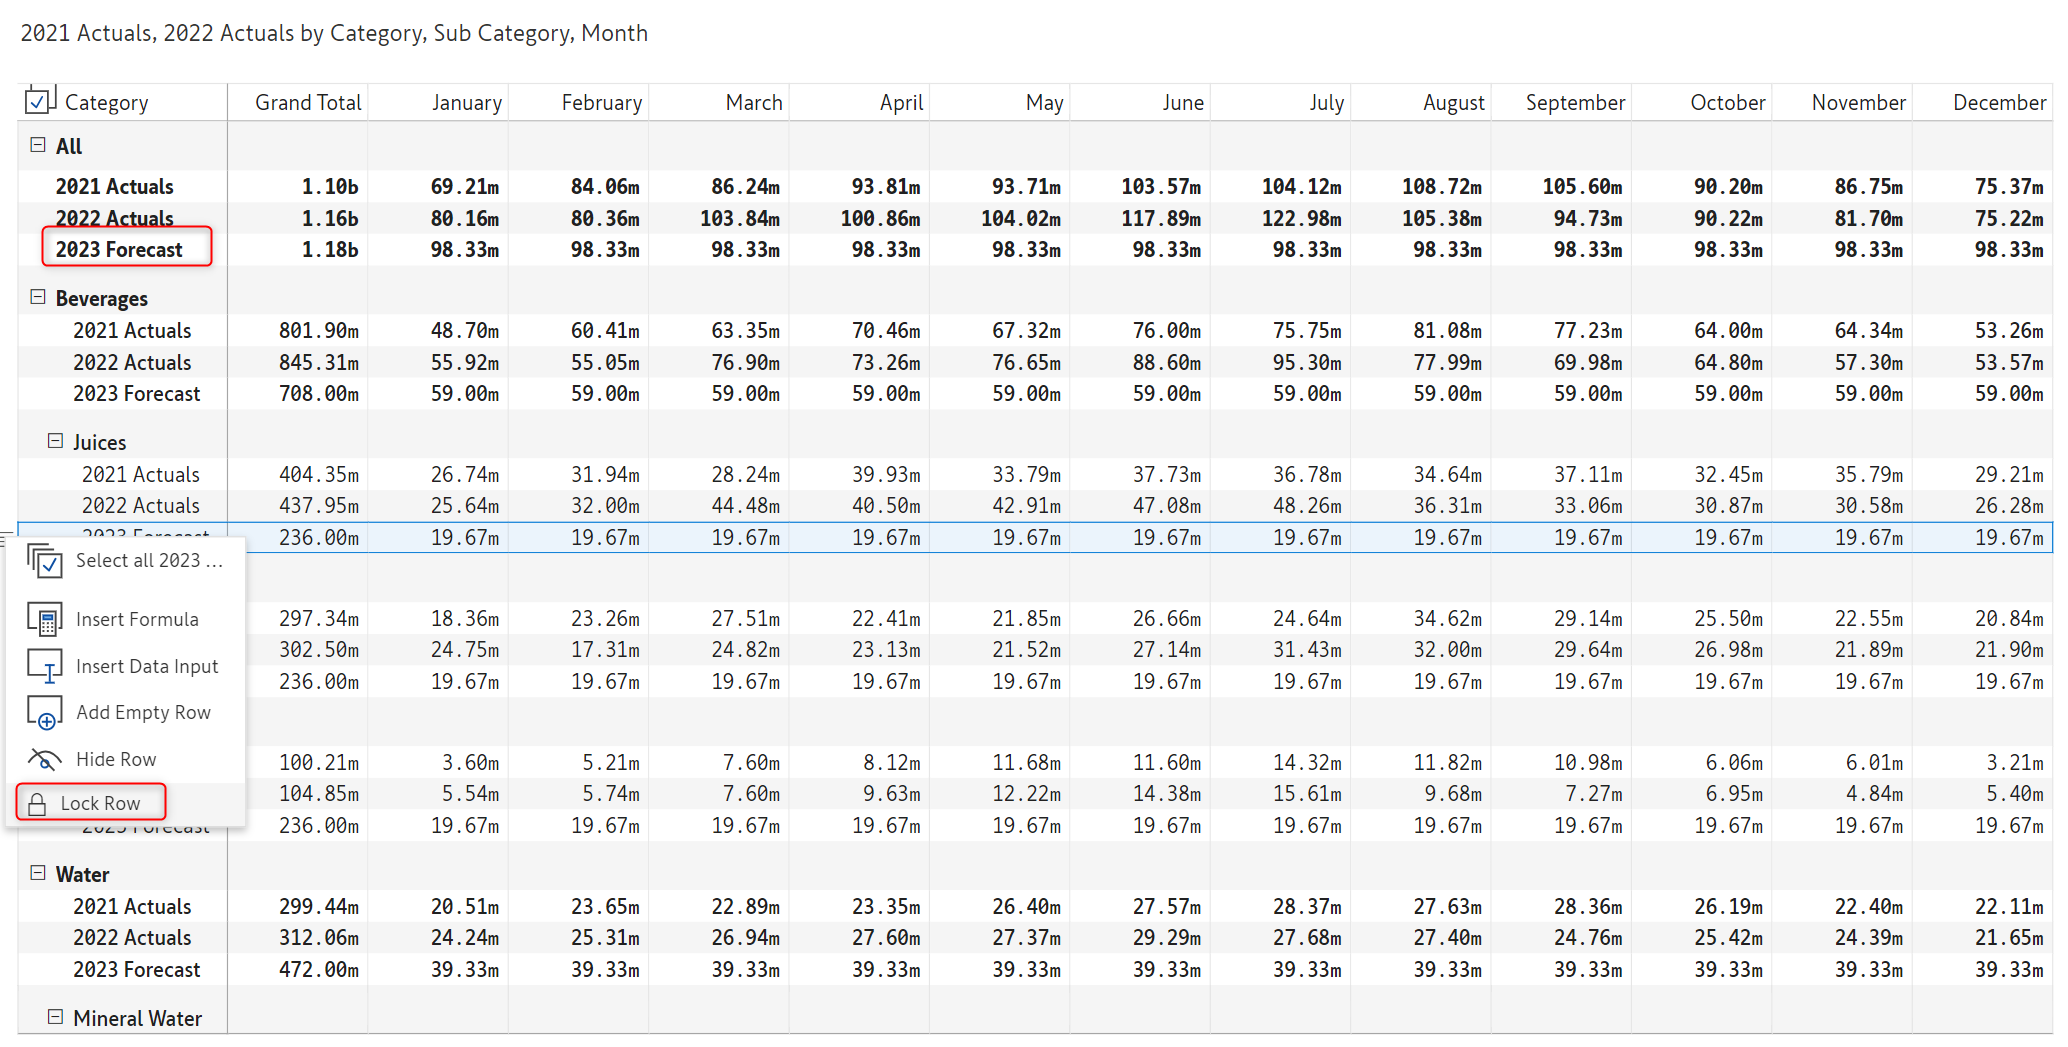 2021 Actuals, 2022 Actuals by Category, Sub Category, Month
Category Grand Total January February March April May June July August September October November December
All
2021 Actuals 1.10b 69.21m 84.06m 86.24m 93.81m 93.71m 103.57m 104.12m 108.72m 105.60m 90.20m 86.75m 75.37m
2022 Actuals 1.16b 80.16m 80.36m 103.84m 100.86m 104.02m 117.89m 122.98m 105.38m 94.73m 90.22m 81.70m 75.22m
2023 Forecast 1.18b 98.33m 98.33m 98.33m 98.33m 98.33m 98.33m 98.33m 98.33m 98.33m 98.33m 98.33m 98.33m
Beverages
2021 Actuals 801.90m 48.70m 60.41m 63.35m 70.46m 67.32m 76.00m 75.75m 81.08m 77.23m 64.00m 64.34m 53.26m
2022 Actuals 845.31m 55.92m 55.05m 76.90m 73.26m 76.65m 88.60m 95.30m 77.99m 69.98m 64.80m 57.30m 53.57m
2023 Forecast 708.00m 59.00m 59.00m 59.00m 59.00m 59.00m 59.00m 59.00m 59.00m 59.00m 59.00m 59.00m 59.00m
Juices
2021 Actuals 404.35m 26.74m 31.94m 28.24m 39.93m 33.79m 37.73m 36.78m 34.64m 37.11m 32.45m 35.79m 29.21m
2022 Actuals 437.95m 25.64m 32.00m 44.48m 40.50m 42.91m 47.08m 48.26m 36.31m 33.06m 30.87m 30.58m 26.28m
2023 Forecast 236.00m 19.67m 19.67m 19.67m 19.67m 19.67m 19.67m 19.67m 19.67m 19.67m 19.67m 19.67m 19.67m
Select all 2023 ...
Insert Formula 297.34m 18.36m 23.26m 27.51m 22.41m 21.85m 26.66m 24.64m 34.62m 29.14m 25.50m 22.55m 20.84m
302.50m 24.75m 17.31m 24.82m 23.13m 21.52m 27.14m 31.43m 32.00m 29.64m 26.98m 21.89m 21.90m
Insert Data Input
236.00m 19.67m 19.67m 19.67m 19.67m 19.67m 19.67m 19.67m 19.67m 19.67m 19.67m 19.67m 19.67m
Add Empty Row
Hide Row 100.21m 3.60m 5.21m 7.60m 8.12m 11.68m 11.60m 14.32m 11.82m 10.98m 6.06m 6.01m 3.21m
104.85m 5.54m 5.74m 7.60m 9.63m 12.22m 14.38m 15.61m 9.68m 7.27m 6.95m 4.84m 5.40m
Lock Row
2023 Forecast 236.00m 19.67m 19.67m 19.67m 19.67m 19.67m 19.67m 19.67m 19.67m 19.67m 19.67m 19.67m 19.67m
Water
2021 Actuals 299.44m 20.51m 23.65m 22.89m 23.35m 26.40m 27.57m 28.37m 27.63m 28.36m 26.19m 22.40m 22.11m
2022 Actuals 312.06m 24.24m 25.31m 26.94m 27.60m 27.37m 29.29m 27.68m 27.40m 24.76m 25.42m 24.39m 21.65m
2023 Forecast 472.00m 39.33m 39.33m 39.33m 39.33m 39.33m 39.33m 39.33m 39.33m 39.33m 39.33m 39.33m 39.33m
Mineral Water